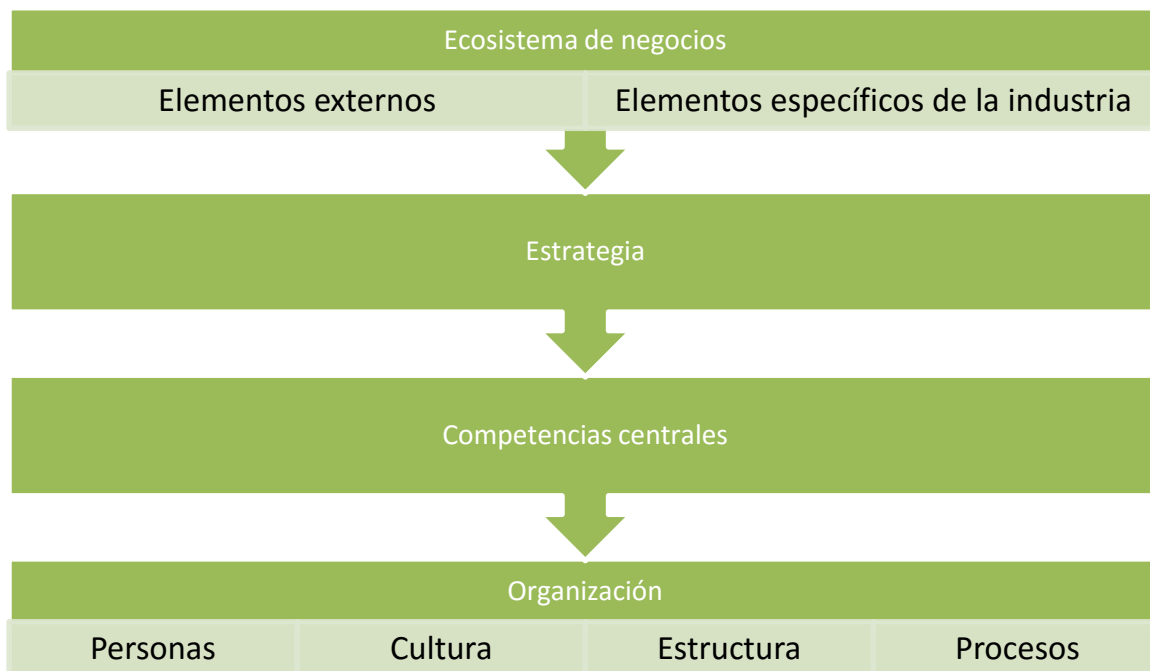 Ecosistema de negocios
Elementos externos
Elementos específicos de la industria
Estrategia
Competencias centrales
Organización
Personas
Cultura
Estructura
Procesos